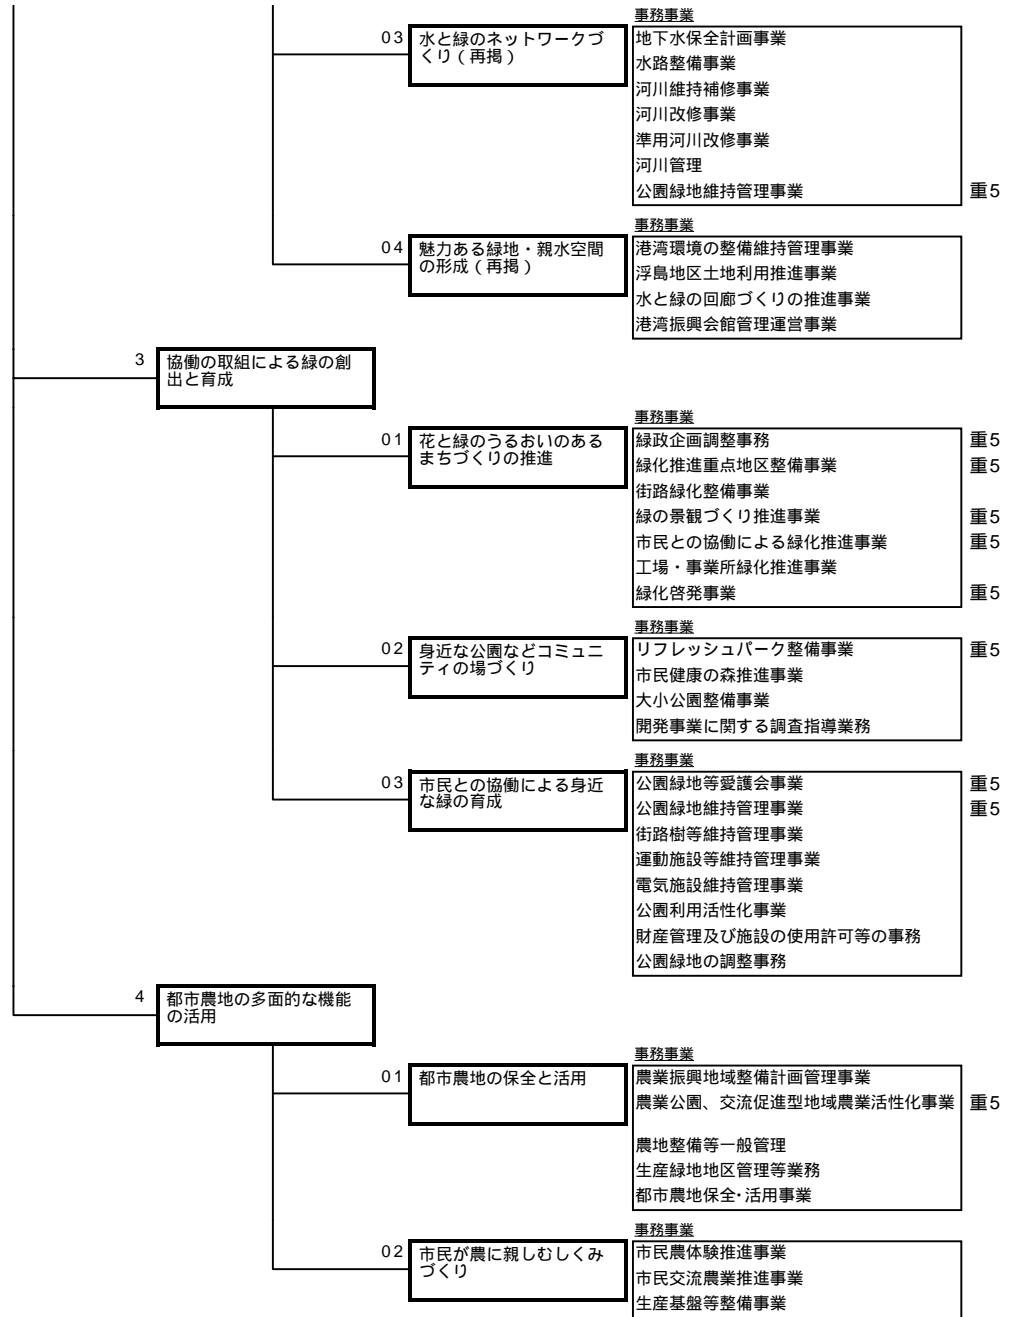 事務事業
03 水と緑のネットワークづ
くり(再掲)
地下水保全計画事業
水路整備事業
河川維持補修事業
河川改修事業
準用河川改修事業
河川管理
公園緑地維持管理事業 重5
事務事業
04 魅力ある緑地・親水空間
の形成(再掲)
港湾環境の整備維持管理事業
浮島地区土地利用推進事業
水と緑の回廊づくりの推進事業
港湾振興会館管理運営事業
3 協働の取組による緑の創
出と育成
事務事業
01 花と緑のうるおいのある
まちづくりの推進
緑政企画調整事務 重5
緑化推進重点地区整備事業 重5
街路緑化整備事業
緑の景観づくり推進事業 重5
市民との協働による緑化推進事業 重5
工場・事業所緑化推進事業
緑化啓発事業 重5
事務事業
02 身近な公園などコミュニ
ティの場づくり
リフレッシュパーク整備事業 重5
市民健康の森推進事業
大小公園整備事業
開発事業に関する調査指導業務
事務事業
03 市民との協働による身近
な緑の育成
公園緑地等愛護会事業 重5
公園緑地維持管理事業 重5
街路樹等維持管理事業
運動施設等維持管理事業
電気施設維持管理事業
公園利用活性化事業
財産管理及び施設の使用許可等の事務
公園緑地の調整事務
4 都市農地の多面的な機能
の活用
事務事業
01 都市農地の保全と活用
農業振興地域整備計画管理事業
農業公園、交流促進型地域農業活性化事業 重5
農地整備等一般管理
生産緑地地区管理等業務
都市農地保全・活用事業
事務事業
02 市民が農に親しむしくみ
づくり
市民農体験推進事業
市民交流農業推進事業
生産基盤等整備事業